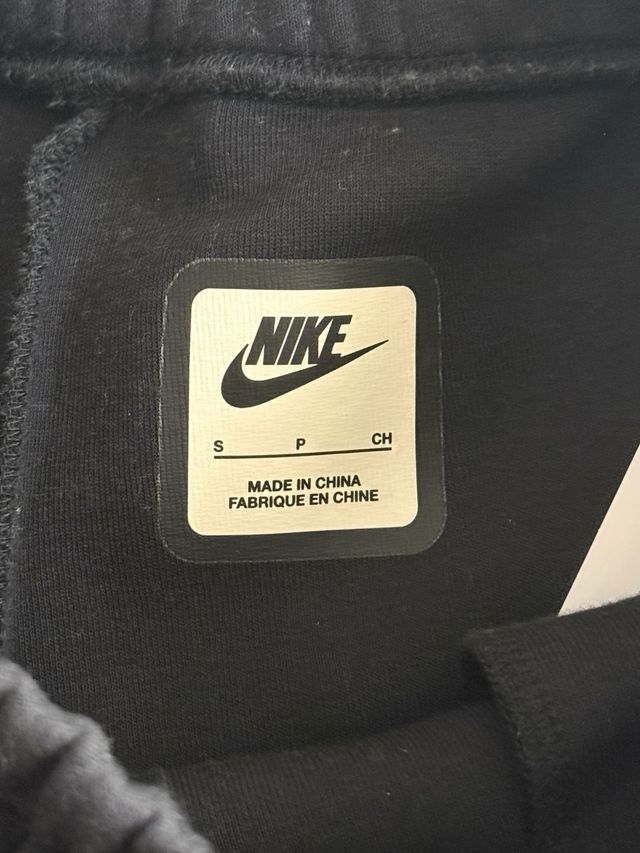 NIKE
S P CH
MADE IN CHINA
FABRIQUE EN CHINE